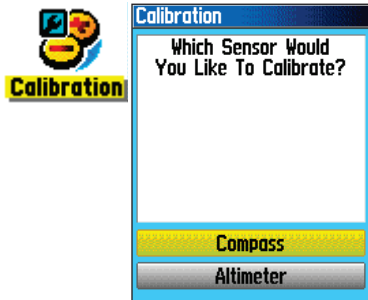 Calibration
Calibration
Which Sensor Would
You Like To Calibrate?
Compass
Altimeter